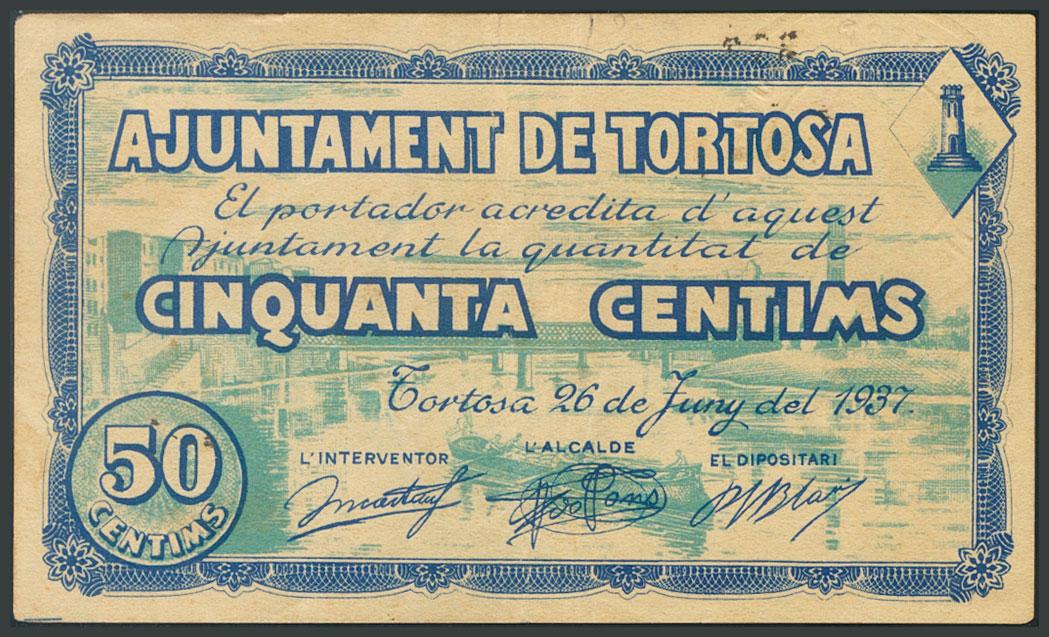 AJUNTAMENT DE TORTOSA
El portador acredita d'aquest
Ajuntament la quantitat de
CINQUANTA CENTIMS
Tortosa 26 de Juny del 1937.
L'INTERVENTOR
L'ALCALDE
EL DIPOSITARI
50
CENTIMS